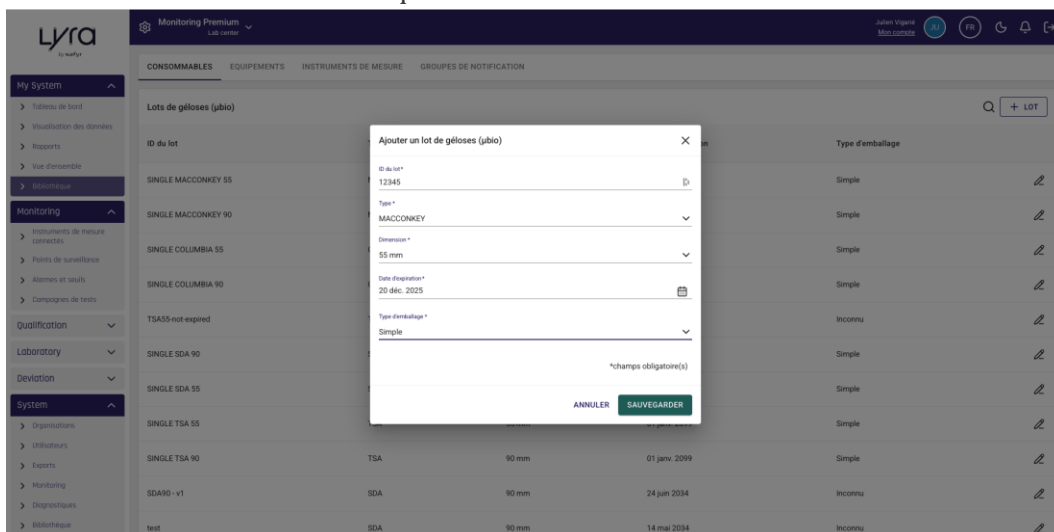 Lyra
Monitoring Premium
Lab center
Julien Viganò
Mon compte
JU
FR
My System
Tableau de bord
Visualisation des données
Rapports
Vue d'ensemble
Bibliothèque
Monitoring
Instruments de mesure connectés
Points de surveillance
Alarmes et seuils
Campagnes de tests
Qualification
Laboratory
Deviation
System
Organisations
Utilisateurs
Exports
Monitoring
Diagnostiques
Bibliothèque
CONSOMMABLES EQUIPEMENTS INSTRUMENTS DE MESURE GROUPES DE NOTIFICATION
Lots de géloses (µbio)
+ LOT
ID du lot Type d'emballage
SINGLE MACCONKEY 55 Simple
SINGLE MACCONKEY 90 Simple
SINGLE COLUMBIA 55 Simple
SINGLE COLUMBIA 90 Simple
TSA55-not-expired Inconnu
SINGLE SDA 90 Simple
SINGLE SDA 55 Simple
SINGLE TSA 55 Simple
SINGLE TSA 90 TSA 90 mm 01 janv. 2099 Simple
SDA90 - v1 SDA 90 mm 24 juin 2034 Inconnu
test SDA 90 mm 14 mai 2034 Inconnu
Ajouter un lot de géloses (µbio)
ID du lot *
12345
Type *
MACCONKEY
Dimension *
55 mm
Date d'expiration *
20 déc. 2025
Type d'emballage *
Simple
*champs obligatoire(s)
ANNULER SAUVEGARDER